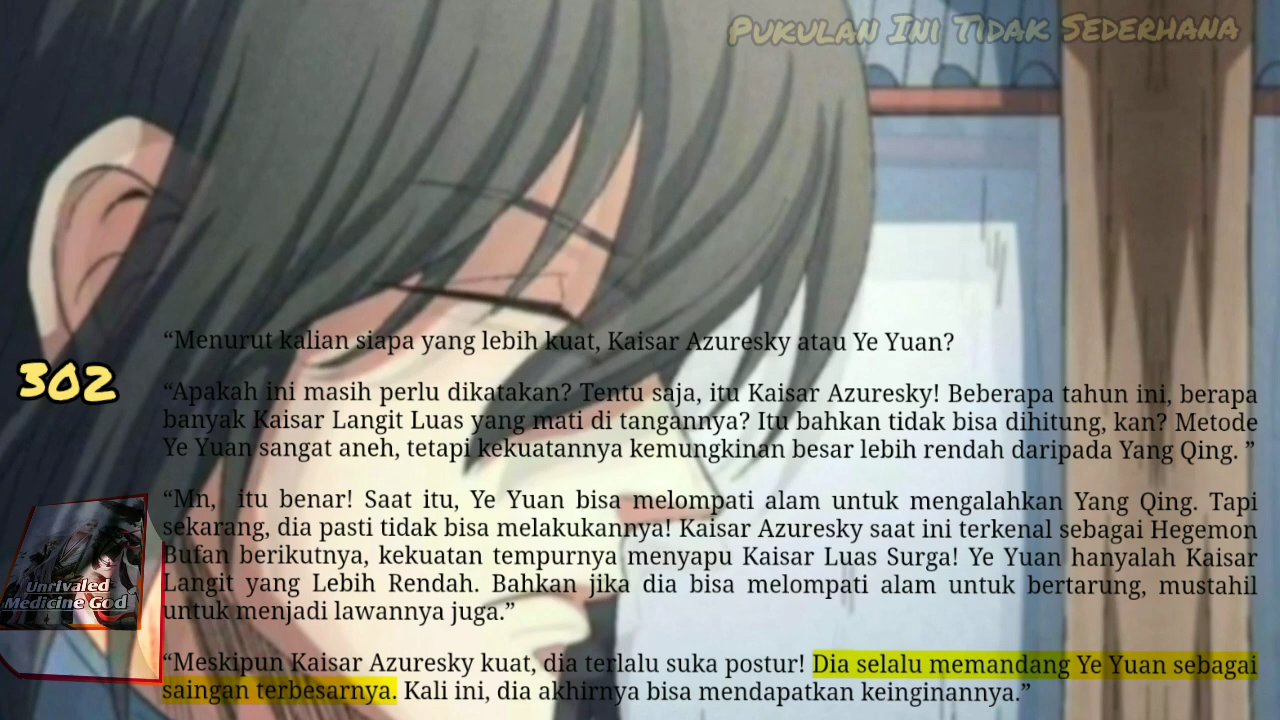 Pukulan Ini Tidak Sederhana
“Menurut kalian siapa yang lebih kuat, Kaisar Azuresky atau Ye Yuan?
302
“Apakah ini masih perlu dikatakan? Tentu saja, itu Kaisar Azuresky! Beberapa tahun ini, berapa
banyak Kaisar Langit Luas yang mati di tangannya? Itu bahkan tidak bisa dihitung, kan? Metode
Ye Yuan sangat aneh, tetapi kekuatannya kemungkinan besar lebih rendah daripada Yang Qing. ”
“Mn, itu benar! Saat itu, Ye Yuan bisa melompati alam untuk mengalahkan Yang Qing. Tapi
sekarang, dia pasti tidak bisa melakukannya! Kaisar Azuresky saat ini terkenal sebagai Hegemon
Bufan berikutnya, kekuatan tempurnya menyapu Kaisar Luas Surga! Ye Yuan hanyalah Kaisar
Langit yang Lebih Rendah. Bahkan jika dia bisa melompati alam untuk bertarung, mustahil
untuk menjadi lawannya juga.”
Unrivaled
Medicine God
“Meskipun Kaisar Azuresky kuat, dia terlalu suka postur! Dia selalu memandang Ye Yuan sebagai
saingan terbesarnya. Kali ini, dia akhirnya bisa mendapatkan keinginannya.”